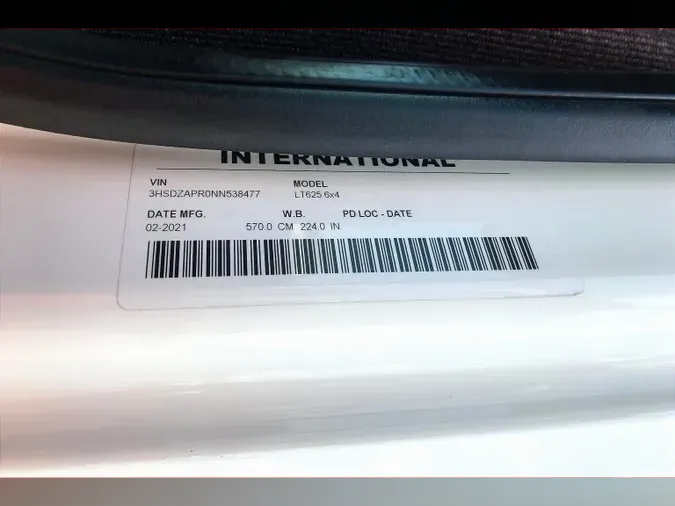 INTERNATIONAL
VIN MODEL
3HSDZAPR0NN538477 LT625 6x4
DATE MFG. W.B. PD LOC - DATE
02-2021 570.0 CM 224.0 IN